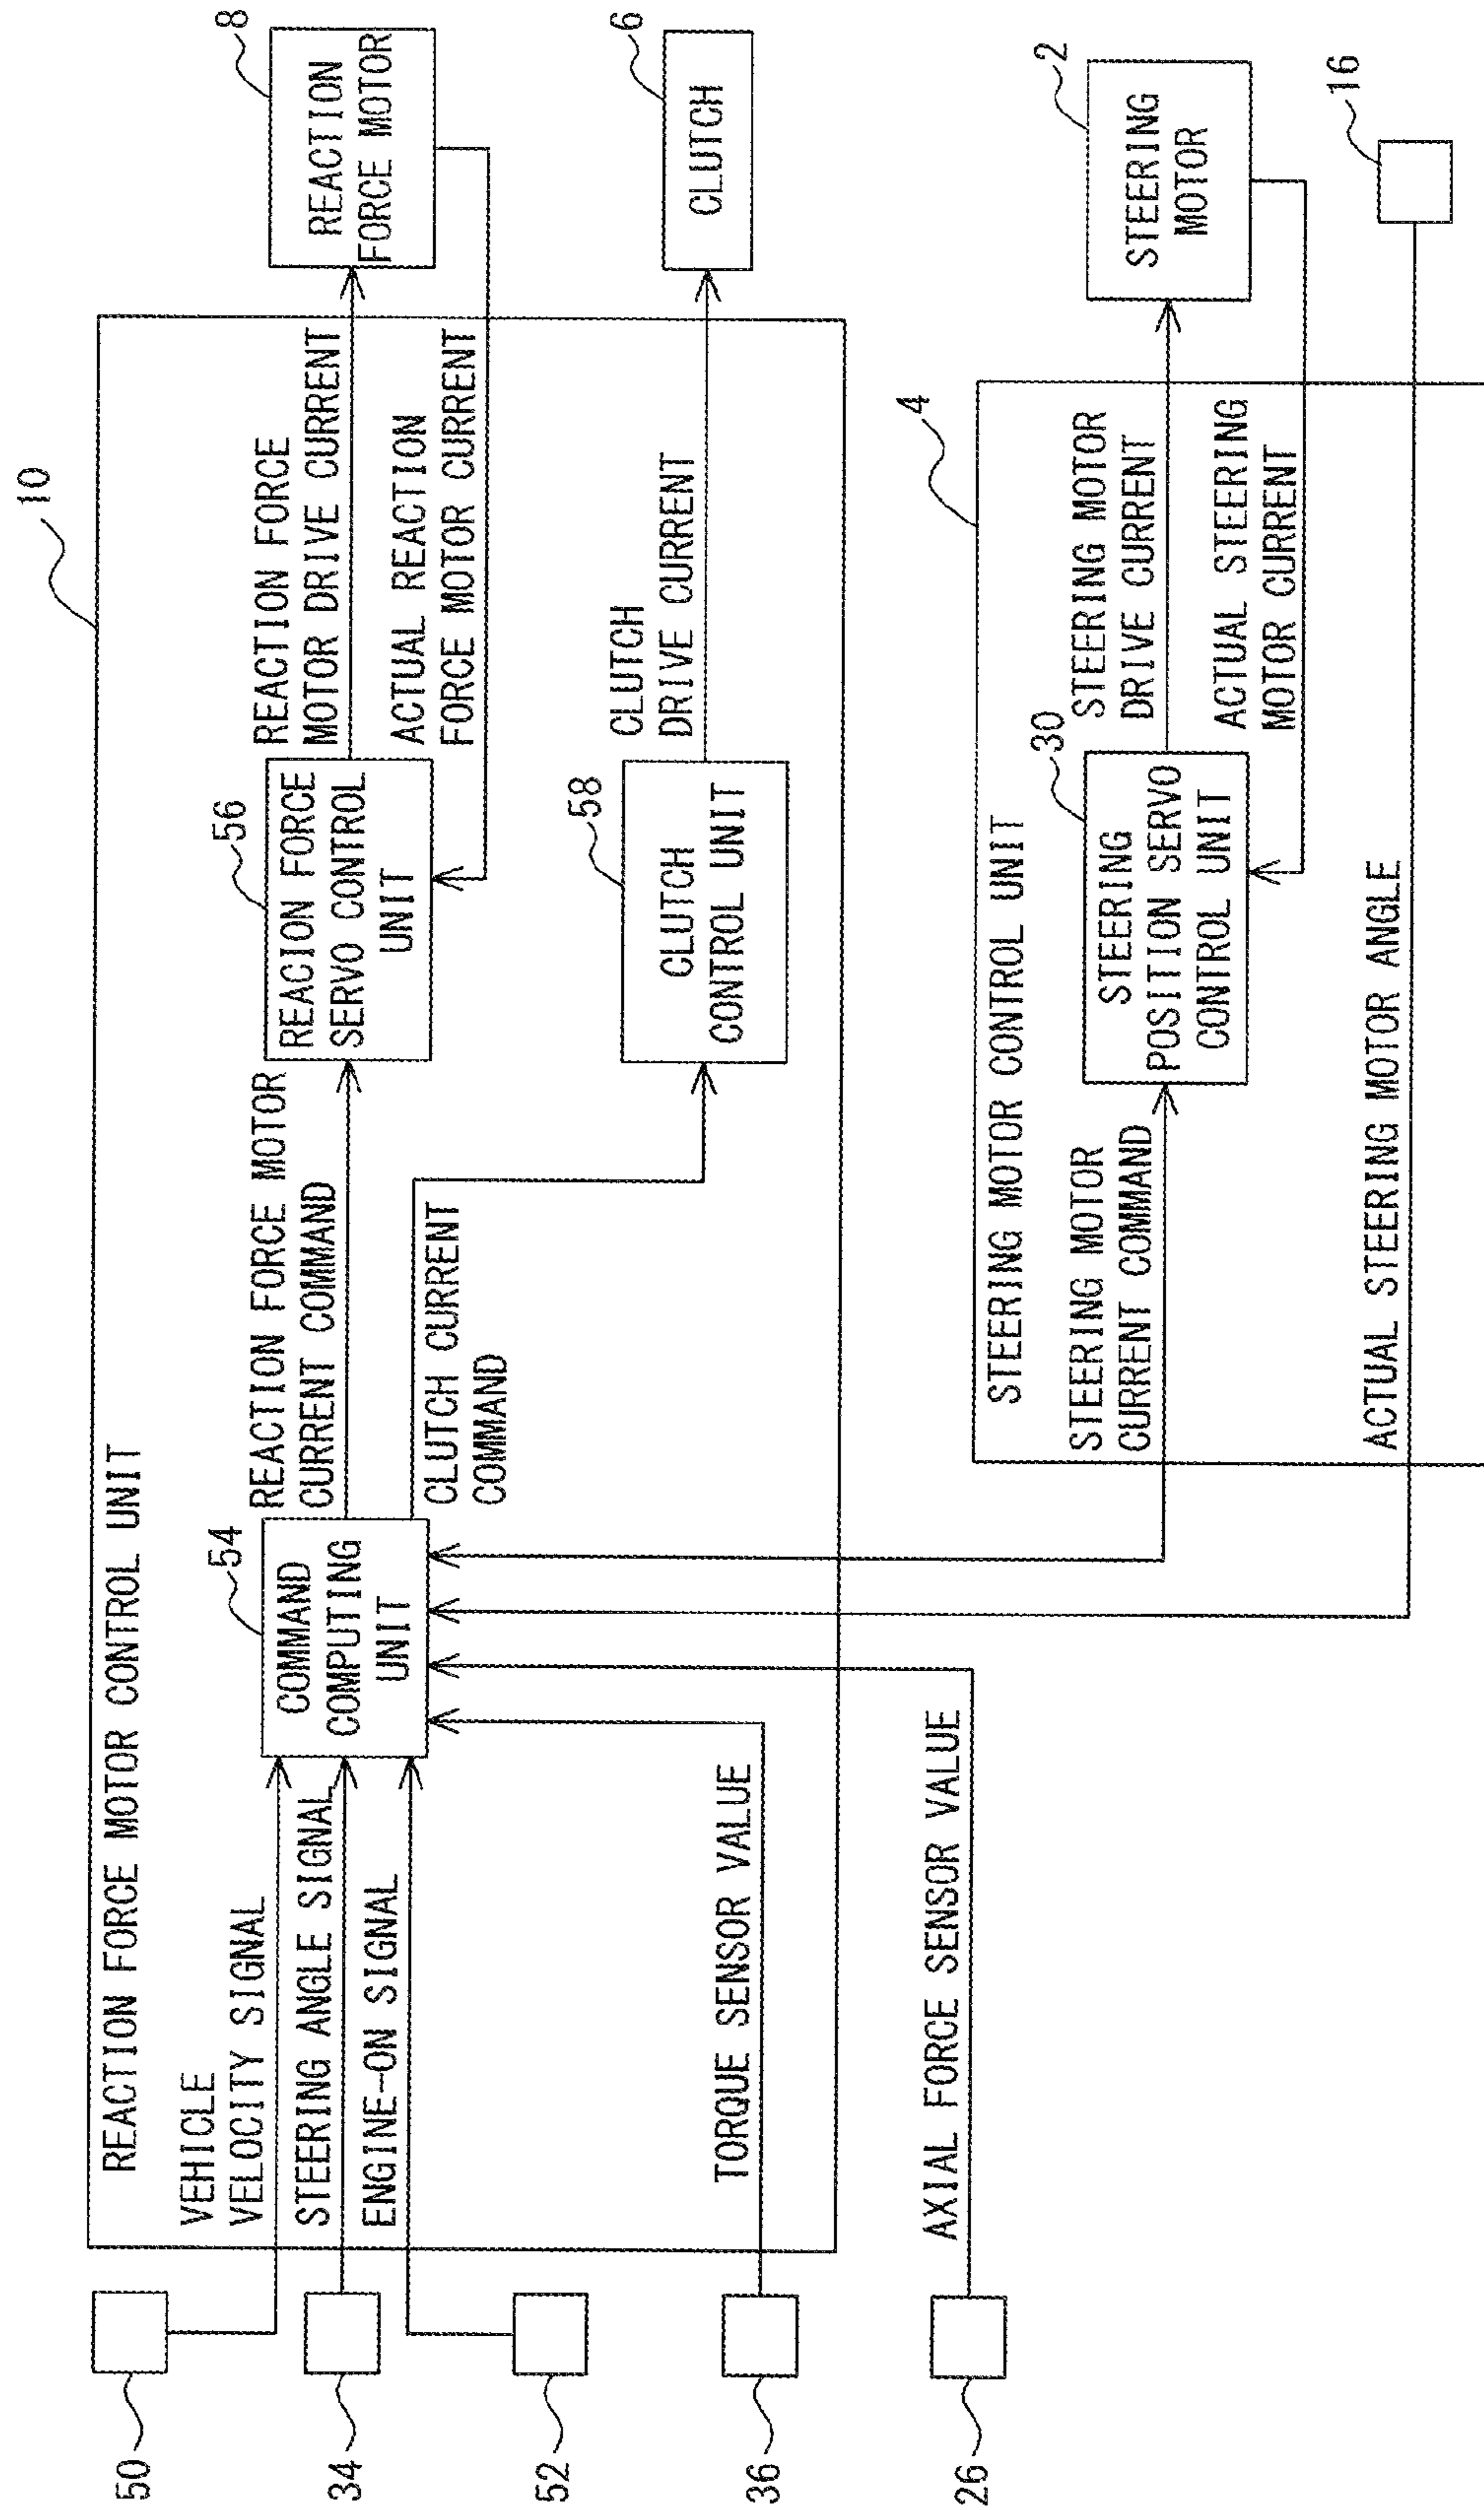 10
REACTION FORCE MOTOR CONTROL UNIT
50
VEHICLE
VELOCITY SIGNAL
34
STEERING ANGLE SIGNAL
52
ENGINE-ON SIGNAL
36
TORQUE SENSOR VALUE
26
AXIAL FORCE SENSOR VALUE
54
COMMAND
COMPUTING
UNIT
REACTION FORCE MOTOR
CURRENT COMMAND
CLUTCH CURRENT
COMMAND
56
REACION FORCE
SERVO CONTROL
UNIT
REACTION FORCE
MOTOR DRIVE CURRENT
ACTUAL REACTION
FORCE MOTOR CURRENT
8
REACTION
FORCE MOTOR
58
CLUTCH
CONTROL UNIT
CLUTCH
DRIVE CURRENT
6
CLUTCH
4
STEERING MOTOR CONTROL UNIT
STEERING MOTOR
CURRENT COMMAND
30
STEERING
POSITION SERVO
CONTROL UNIT
STEERING MOTOR
DRIVE CURRENT
ACTUAL STEERING
MOTOR CURRENT
2
STEERING
MOTOR
ACTUAL STEERING MOTOR ANGLE
16